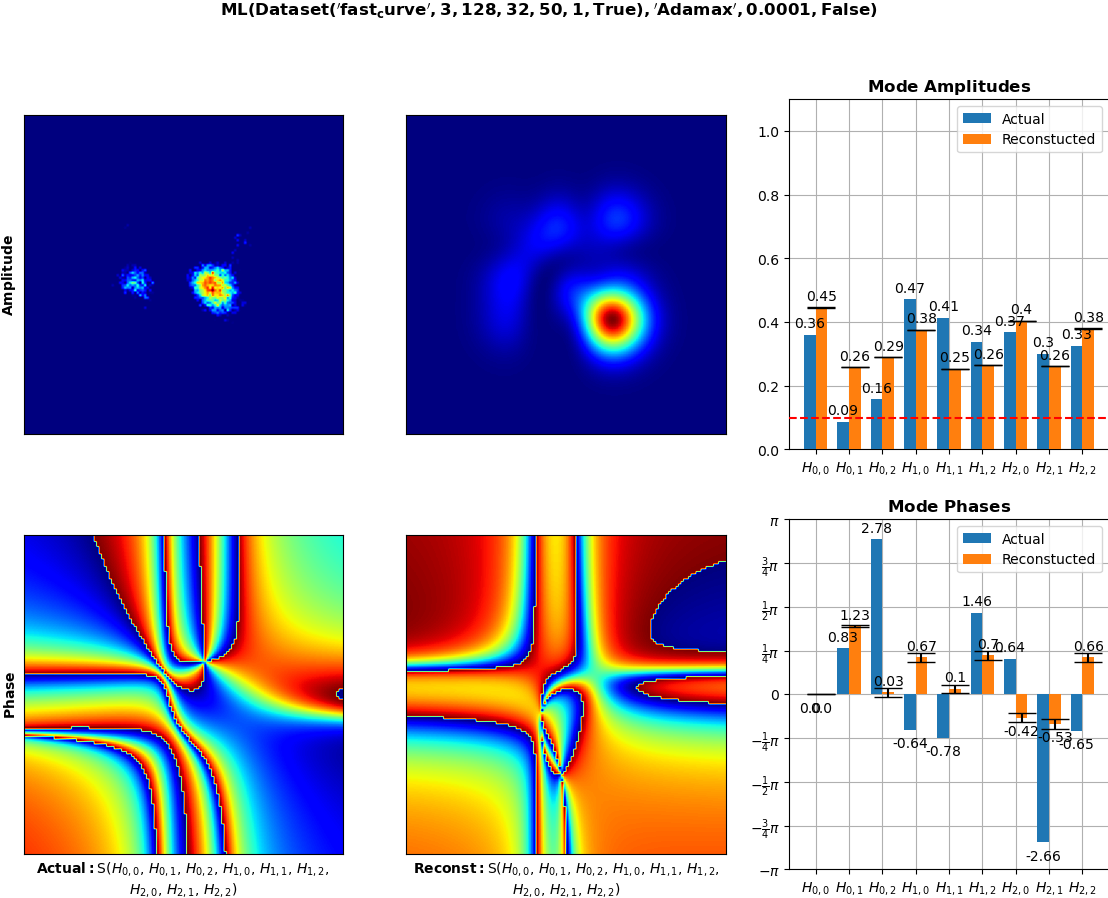 ML(Dataset('fast_curve', 3, 128, 32, 50, 1, True), 'Adamax', 0.0001, False)
Amplitude
Mode Amplitudes
Actual
Reconstucted
1.0
0.8
0.6
0.4
0.2
0.0
0.36
0.45
0.09
0.26
0.16
0.29
0.47
0.38
0.41
0.25
0.34
0.26
0.37
0.4
0.3
0.26
0.33
0.38
H0,0 H0,1 H0,2 H1,0 H1,1 H1,2 H2,0 H2,1 H2,2
Phase
Mode Phases
Actual
Reconstucted
π
3/4π
1/2π
1/4π
0
−1/4π
−1/2π
−3/4π
−π
0.0
0.0
0.83
1.23
2.78
0.03
-0.64
0.67
-0.78
0.1
1.46
0.7
0.64
-0.42
-2.66
-0.53
-0.65
0.66
H0,0 H0,1 H0,2 H1,0 H1,1 H1,2 H2,0 H2,1 H2,2
Actual: S(H0,0, H0,1, H0,2, H1,0, H1,1, H1,2,
H2,0, H2,1, H2,2)
Reconst: S(H0,0, H0,1, H0,2, H1,0, H1,1, H1,2,
H2,0, H2,1, H2,2)